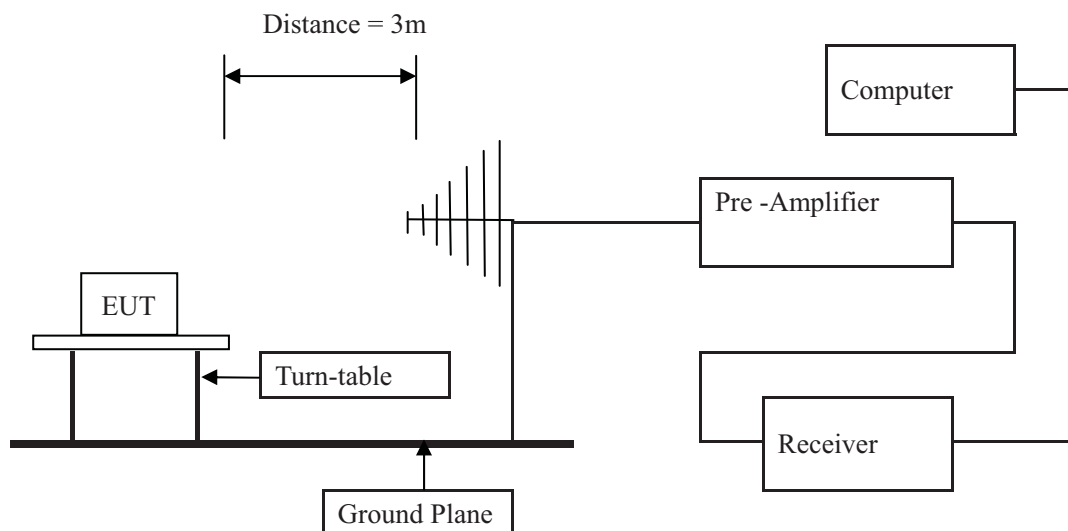 Distance = 3m
Computer
Pre -Amplifier
EUT
Turn-table
Receiver
Ground Plane